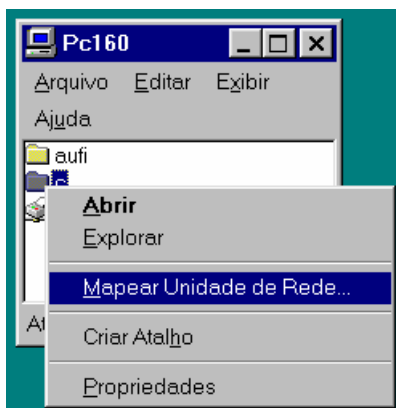 Pc160
Arquivo Editar Exibir
Ajuda
aufi
c
Abrir
Explorar
Mapear Unidade de Rede...
Criar Atalho
Propriedades